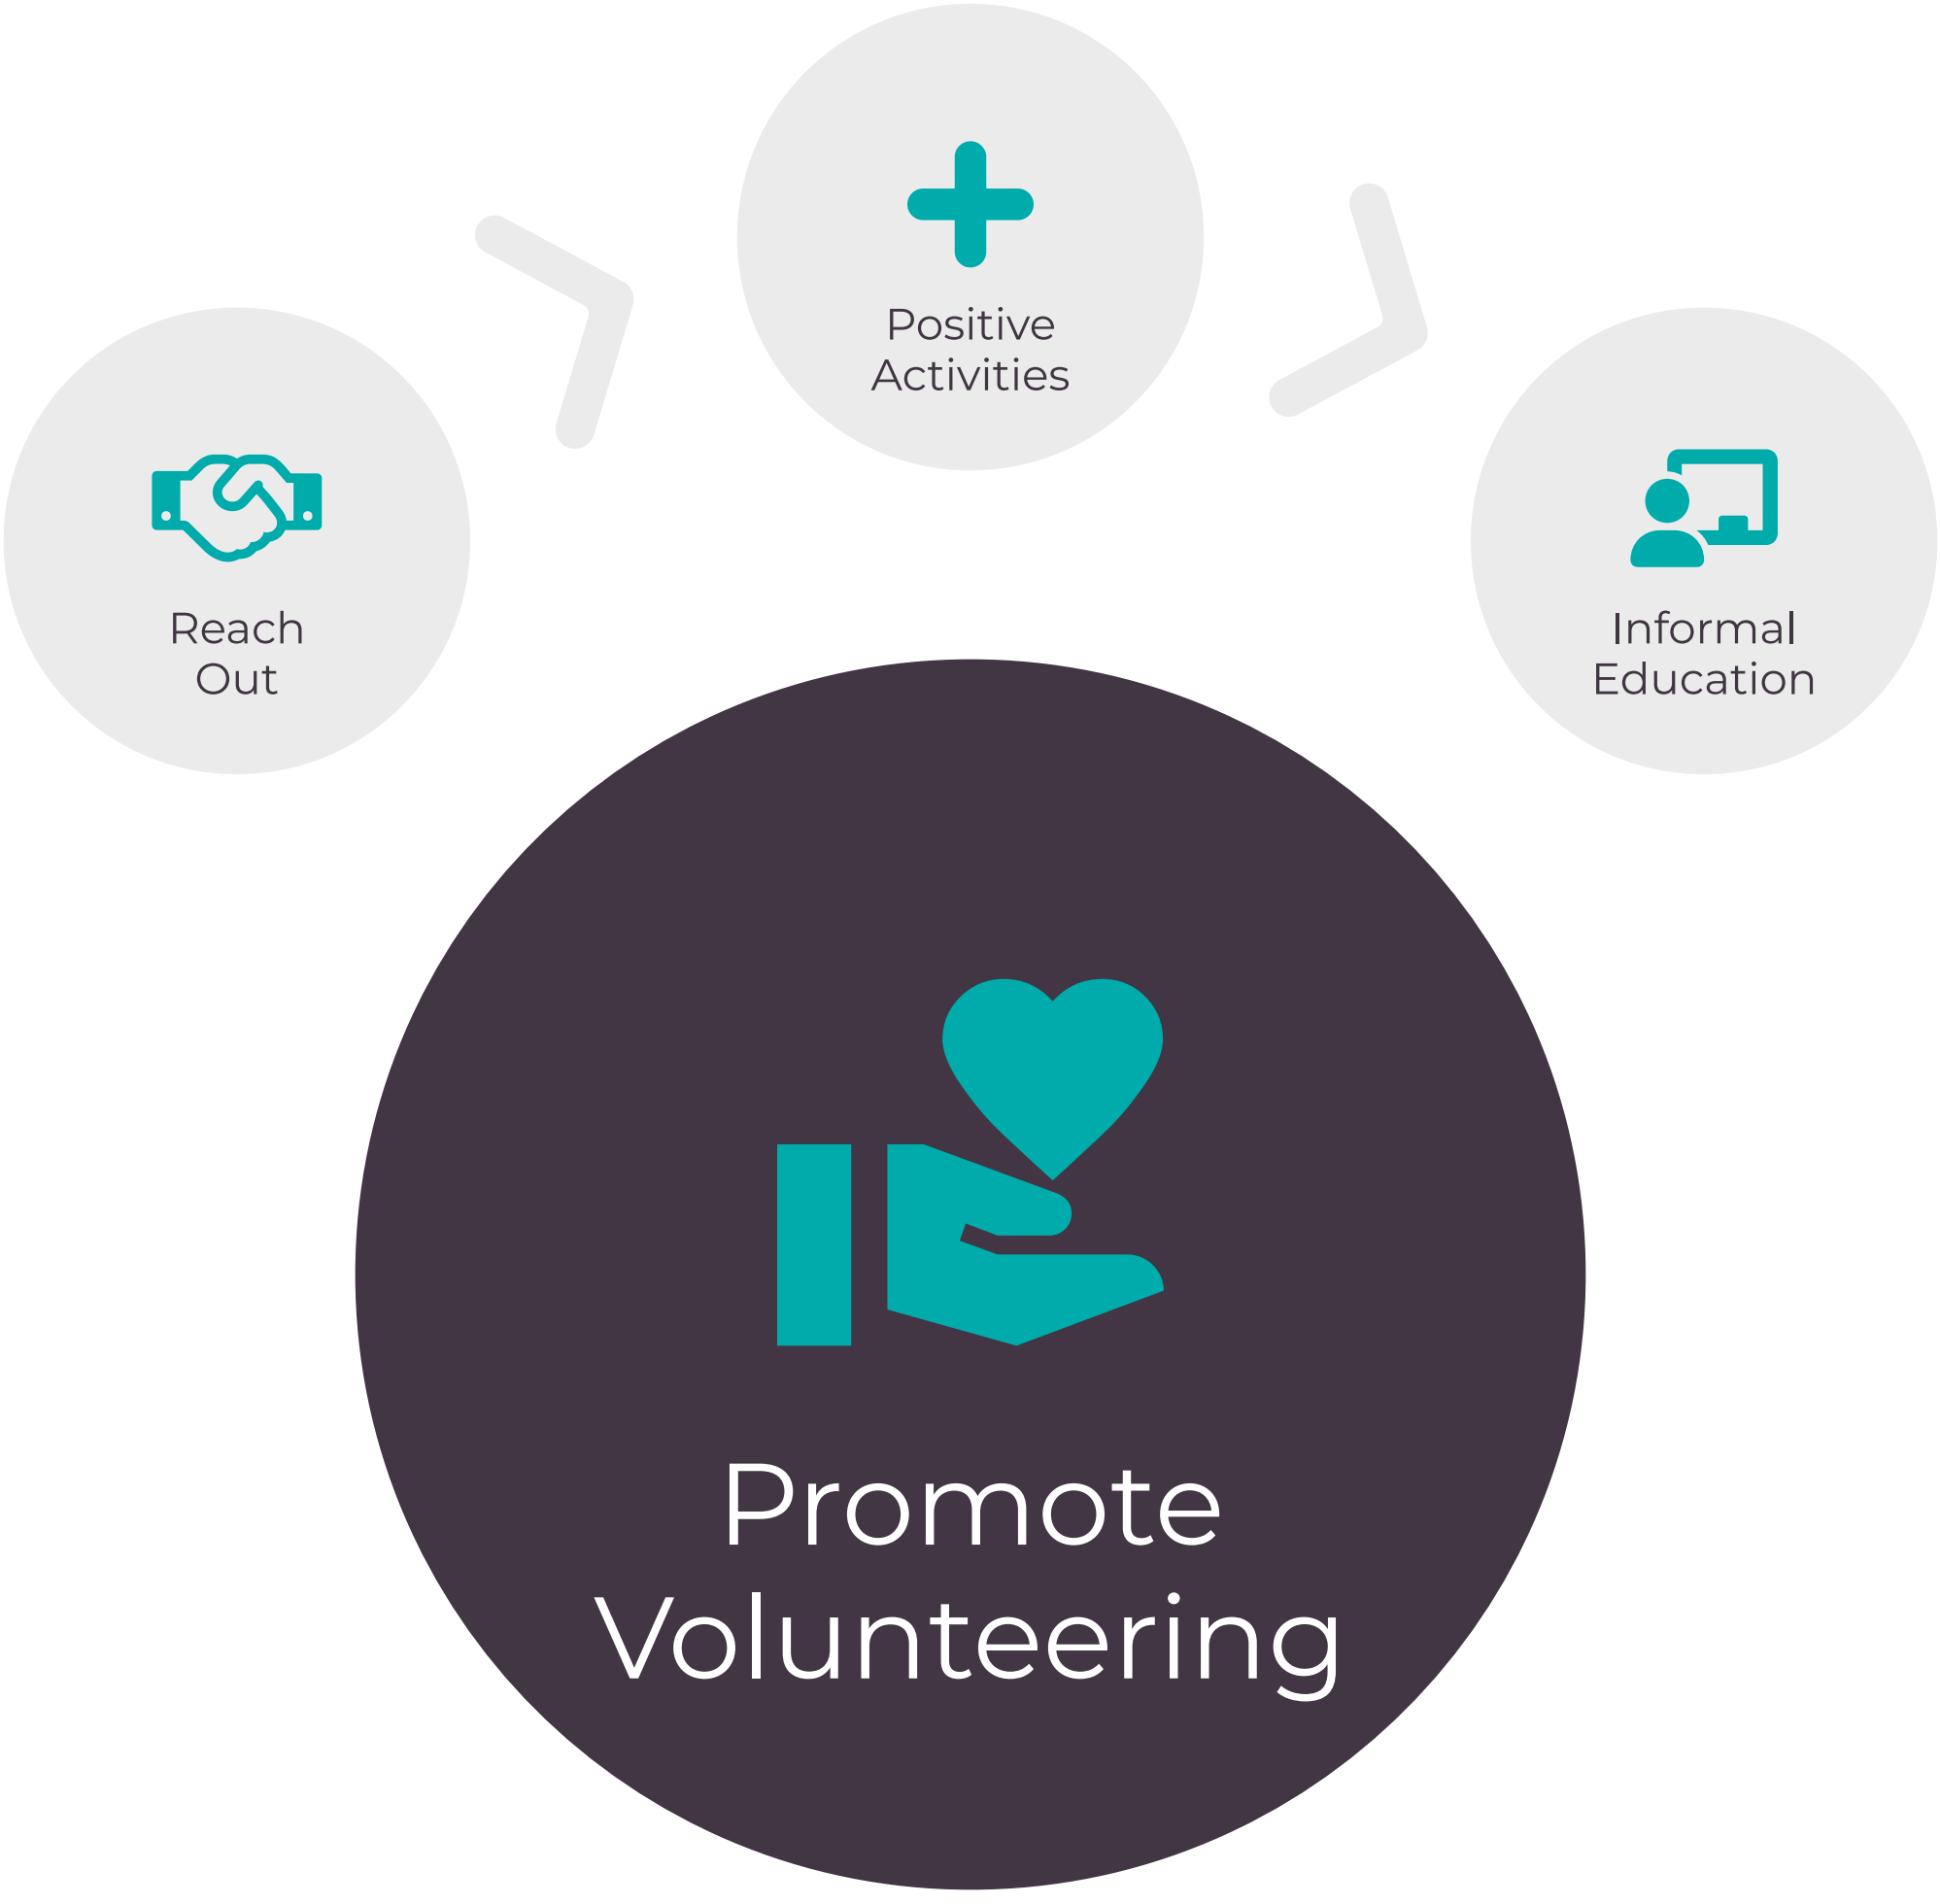 Positive
Activities
Reach
Out
Informal
Education
Promote
Volunteering